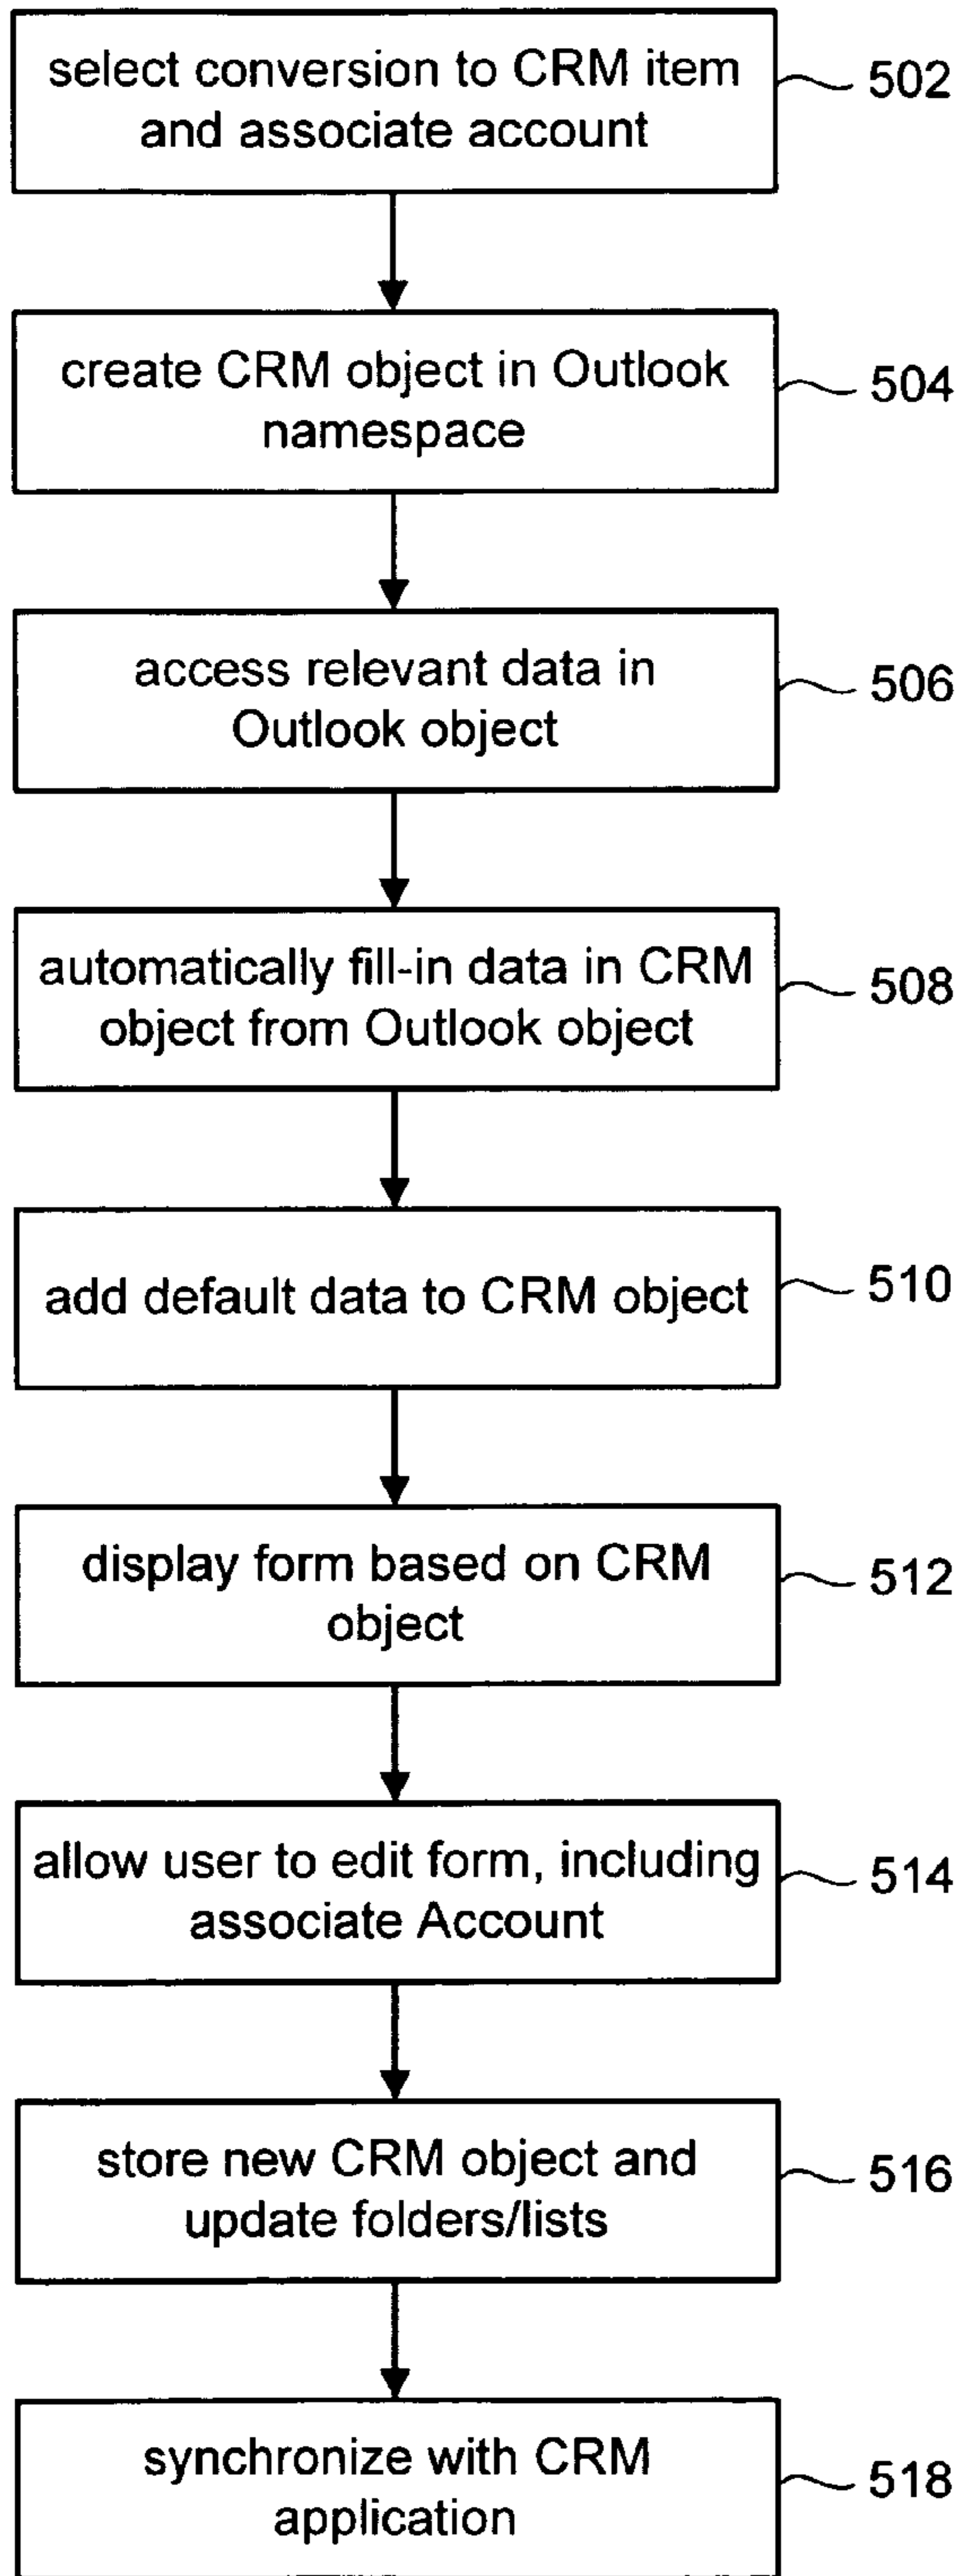 select conversion to CRM item
and associate account
502
create CRM object in Outlook
namespace
504
access relevant data in
Outlook object
506
automatically fill-in data in CRM
object from Outlook object
508
add default data to CRM object
510
display form based on CRM
object
512
allow user to edit form, including
associate Account
514
store new CRM object and
update folders/lists
516
synchronize with CRM
application
518